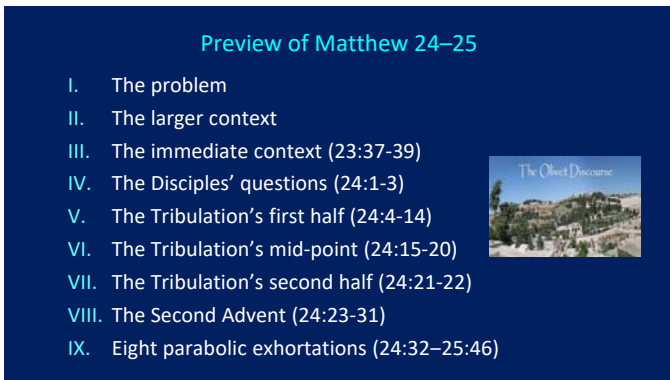 Preview of Matthew 24–25
I. The problem
II. The larger context
III. The immediate context (23:37-39)
The Olivet Discourse
IV. The Disciples’ questions (24:1-3)
V. The Tribulation’s first half (24:4-14)
VI. The Tribulation’s mid-point (24:15-20)
VII. The Tribulation’s second half (24:21-22)
VIII. The Second Advent (24:23-31)
IX. Eight parabolic exhortations (24:32–25:46)